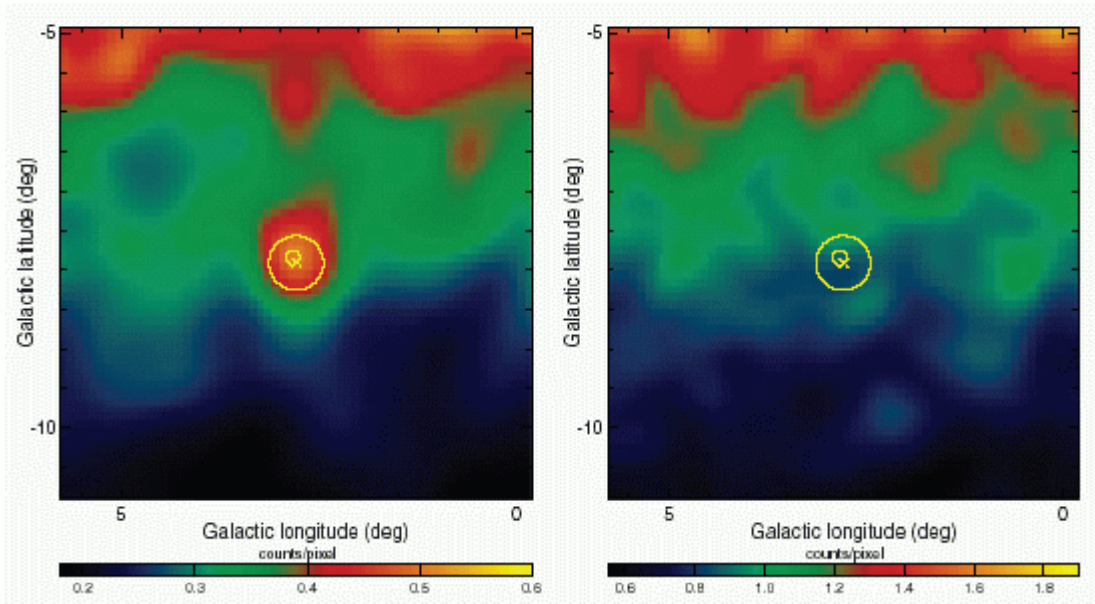 -5
-10
Galactic latitude (deg)
5
0
Galactic longitude (deg)
counts/pixel
0.2 0.3 0.4 0.5 0.6
-5
-10
Galactic latitude (deg)
5
0
Galactic longitude (deg)
counts/pixel
0.6 0.8 1.0 1.2 1.4 1.6 1.8